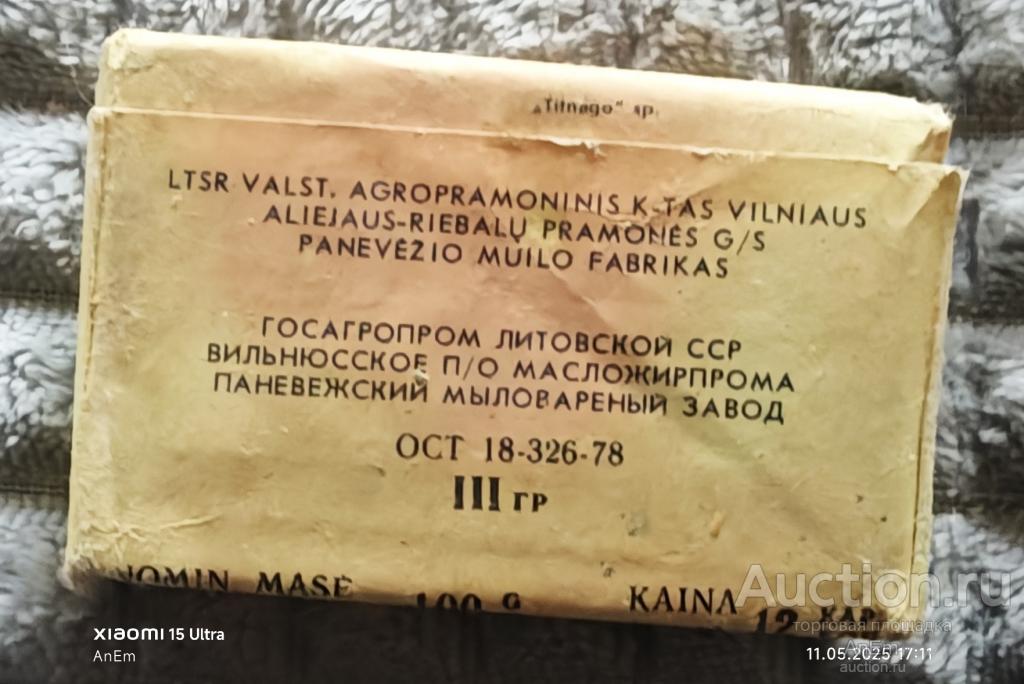 „Titnago“ sp.
LTSR VALST. AGROPRAMONINIS K-TAS VILNIAUS
ALIEJAUS-RIEBALŲ PRAMONĖS G/S
PANEVĖŽIO MUILO FABRIKAS
ГОСАГРОПРОМ ЛИТОВСКОЙ ССР
ВИЛЬНЮССКОЕ П/О МАСЛОЖИРПРОМА
ПАНЕВЕЖСКИЙ МЫЛОВАРЕНЫЙ ЗАВОД
ОСТ 18-326-78
III ГР
NOMIN MASĖ 100 g KAINA 12
Auction.ru
торговая площадка
XIAOMI 15 Ultra
AnEm
11.05.2025 17:11
AnEm
auction.ru